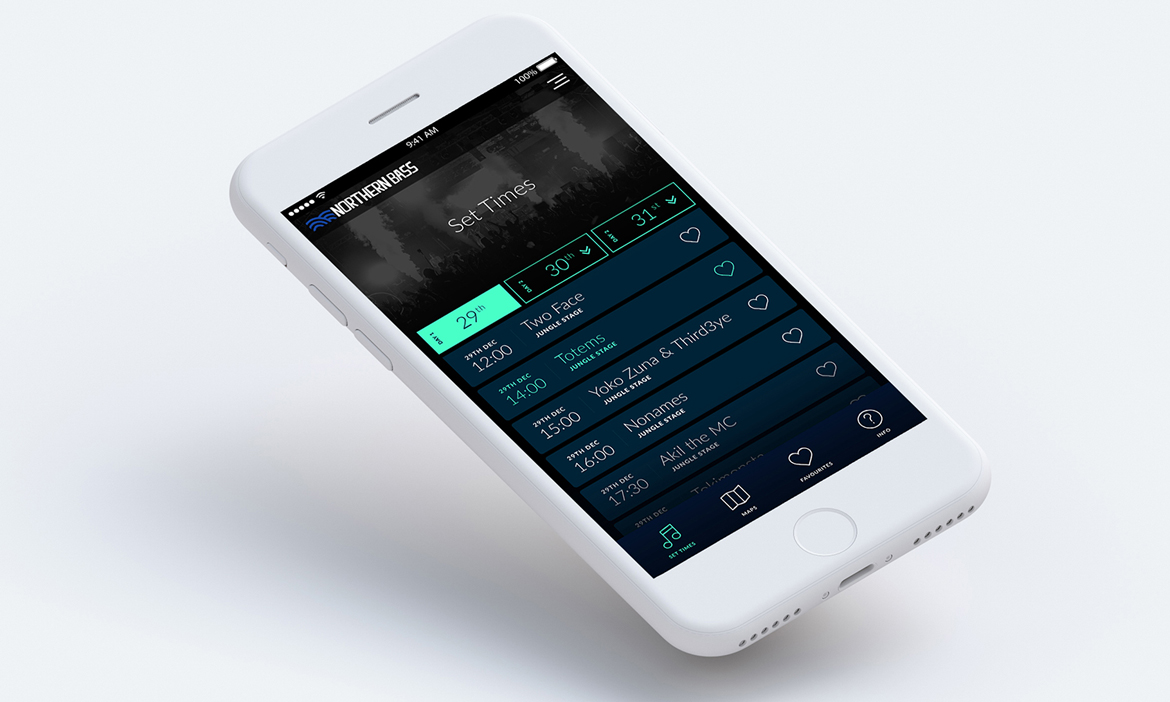 100%
9:41 AM
NORTHERN BASS
Set Times
DAY 1
29th
DAY 2
30th
DAY 2
31st
29TH DEC
12:00
Two Face
JUNGLE STAGE
29TH DEC
14:00
Totems
JUNGLE STAGE
29TH DEC
15:00
Yoko Zuna & Third3ye
JUNGLE STAGE
29TH DEC
16:00
Nonames
JUNGLE STAGE
29TH DEC
17:30
Akil the MC
JUNGLE STAGE
29TH DEC
SET TIMES
MAPS
FAVOURITES
INFO